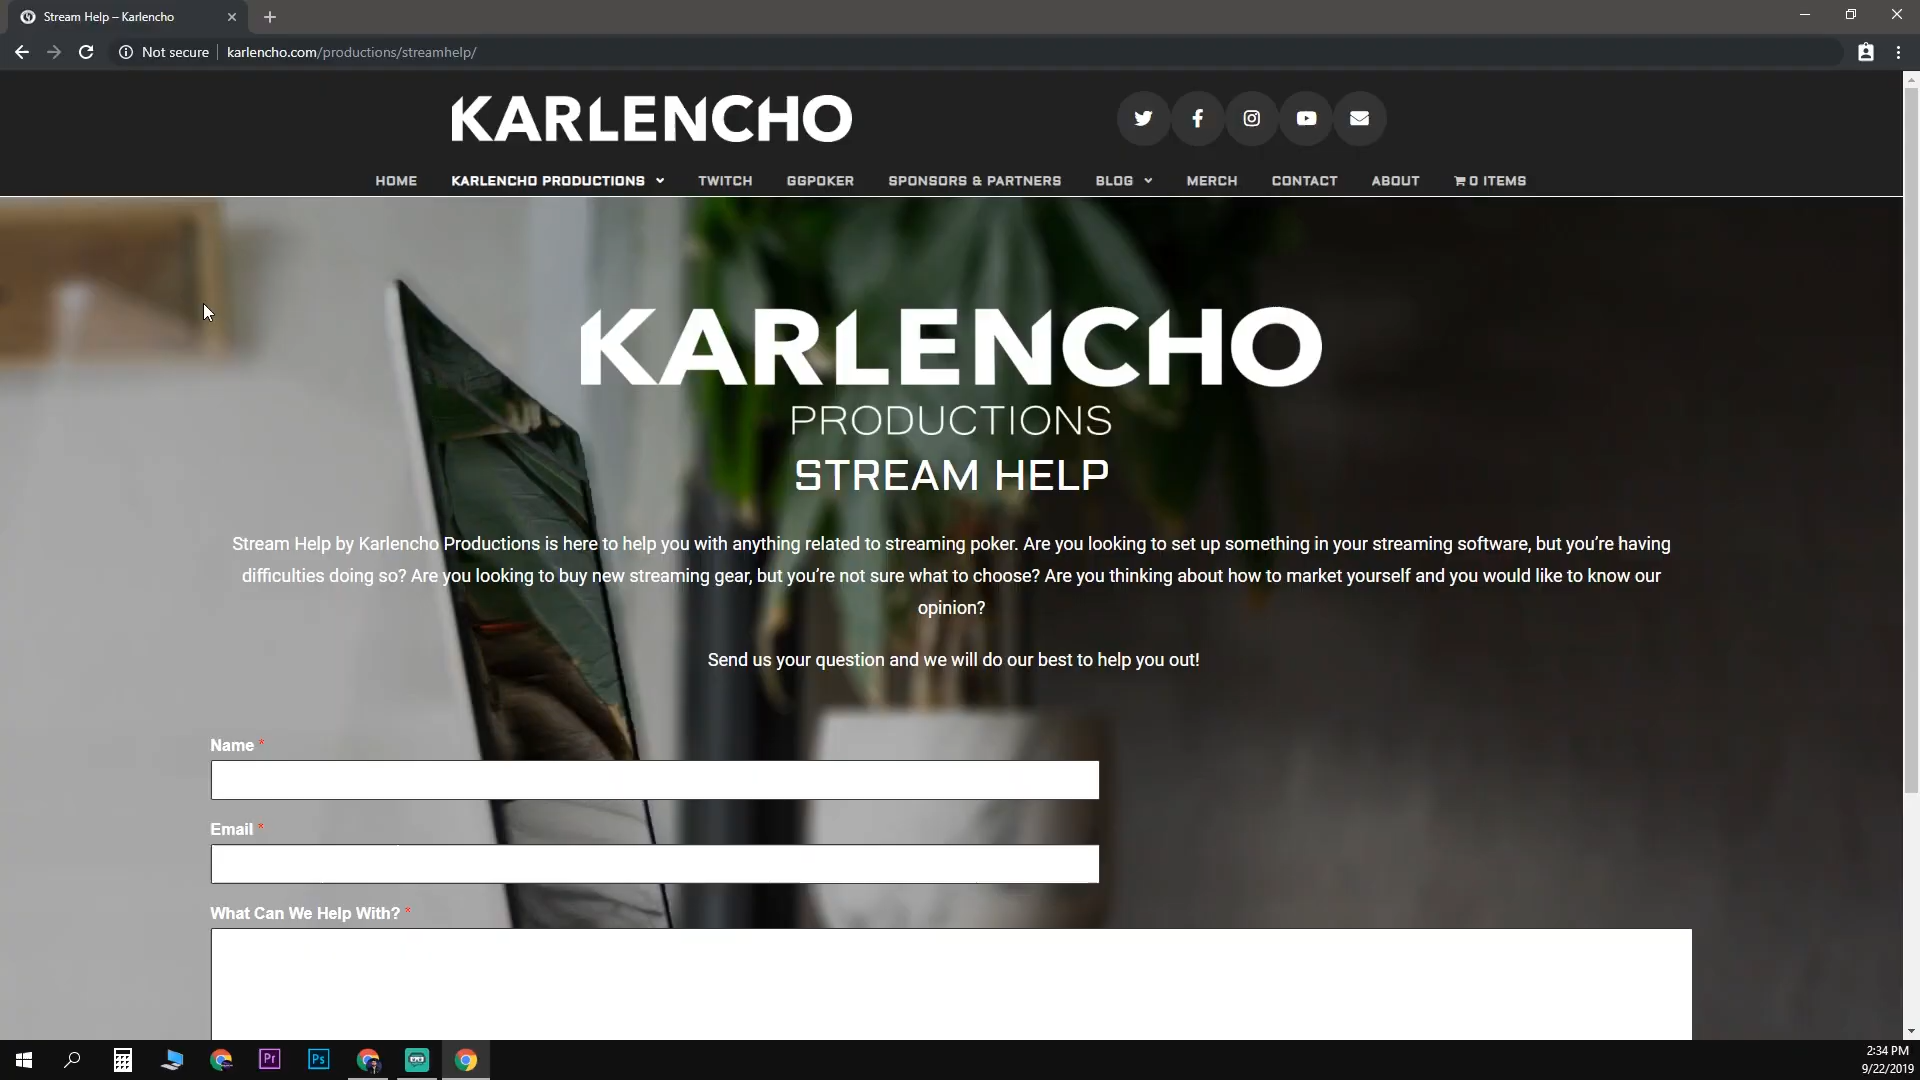 Stream Help – Karlencho
Not secure
karlencho.com/productions/streamhelp/
KARLENCHO
HOME
KARLENCHO PRODUCTIONS
TWITCH
GGPOKER
SPONSORS & PARTNERS
BLOG
MERCH
CONTACT
ABOUT
0 ITEMS
KARLENCHO
PRODUCTIONS
STREAM HELP
Stream Help by Karlencho Productions is here to help you with anything related to streaming poker. Are you looking to set up something in your streaming software, but you’re having
difficulties doing so? Are you looking to buy new streaming gear, but you’re not sure what to choose? Are you thinking about how to market yourself and you would like to know our
opinion?
Send us your question and we will do our best to help you out!
Name *
Email *
What Can We Help With? *
Pr
Ps
2:34 PM
9/22/2019